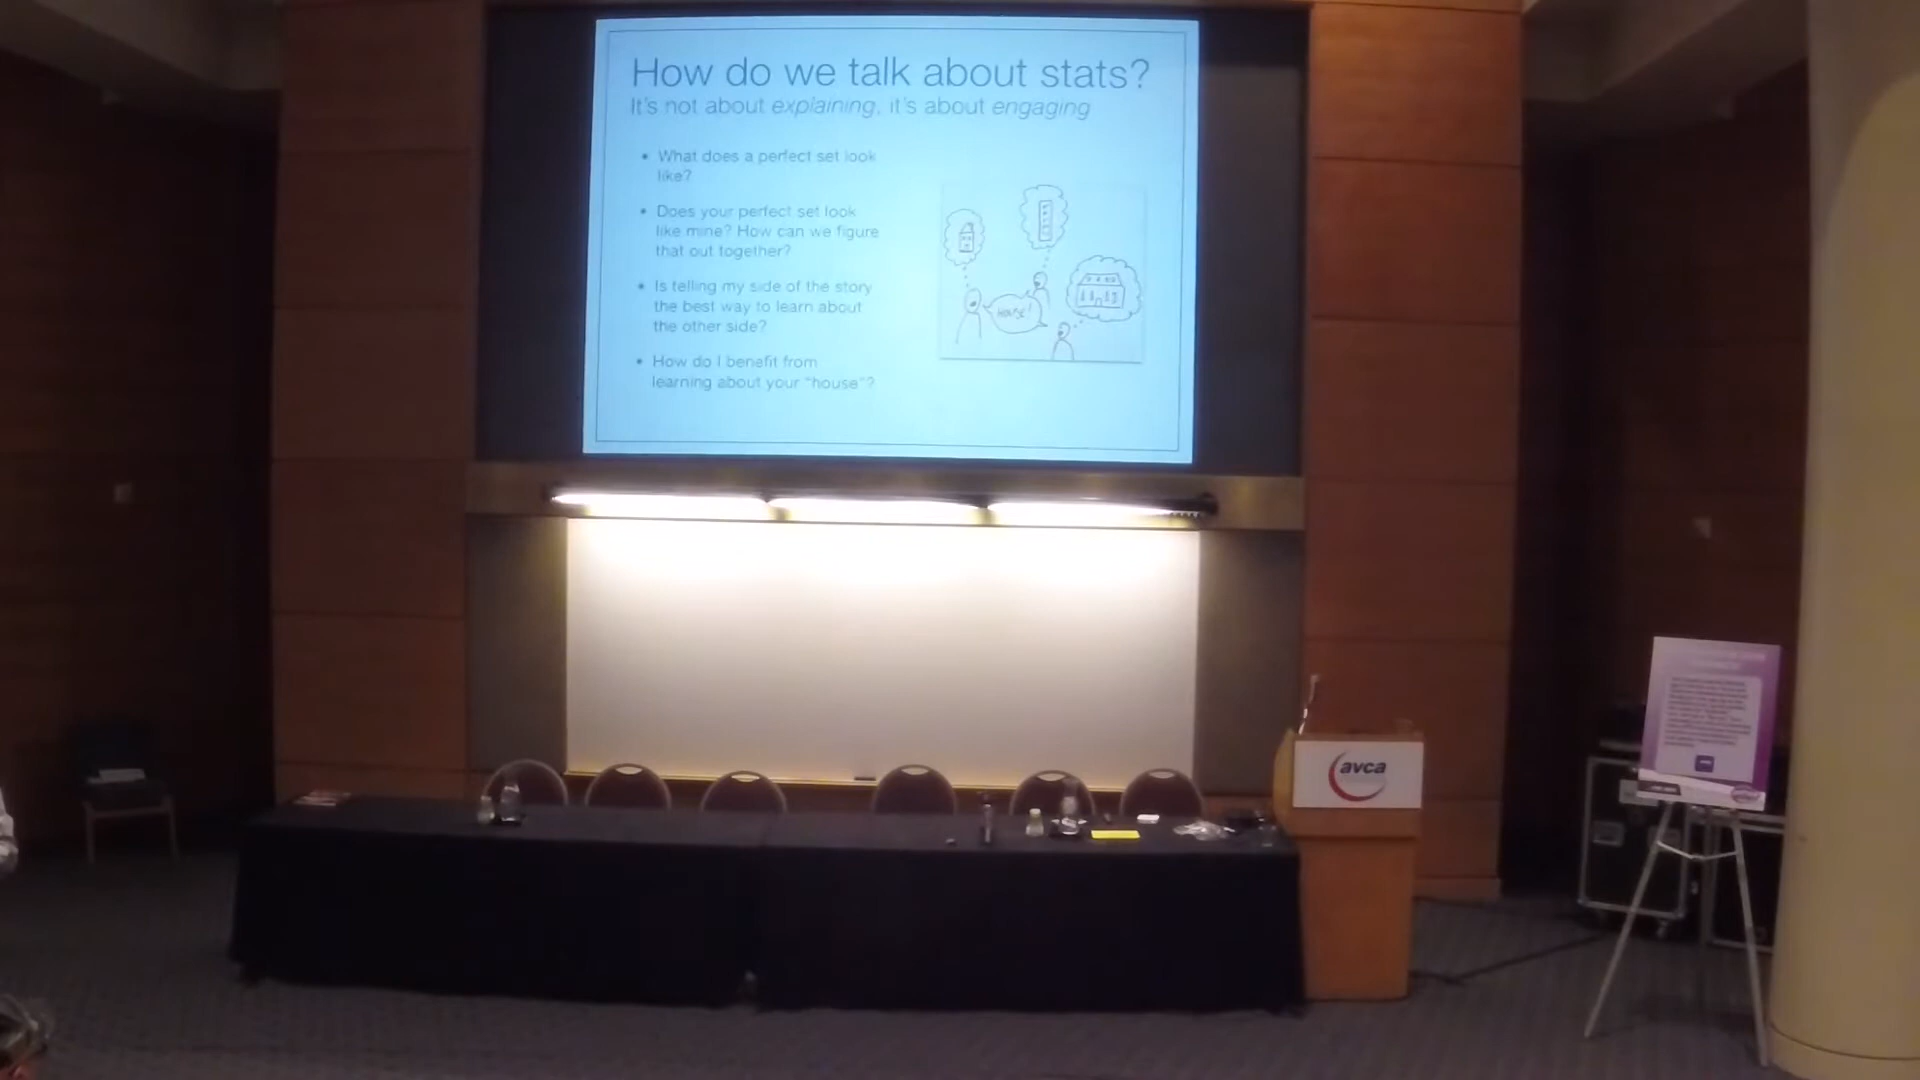 How do we talk about stats?
It's not about explaining, it's about engaging
• What does a perfect set look
like?
• Does your perfect set look
like mine? How can we figure
that out together?
• Is telling my side of the story
the best way to learn about
the other side?
• How do I benefit from
learning about your "house"?
House!
avca